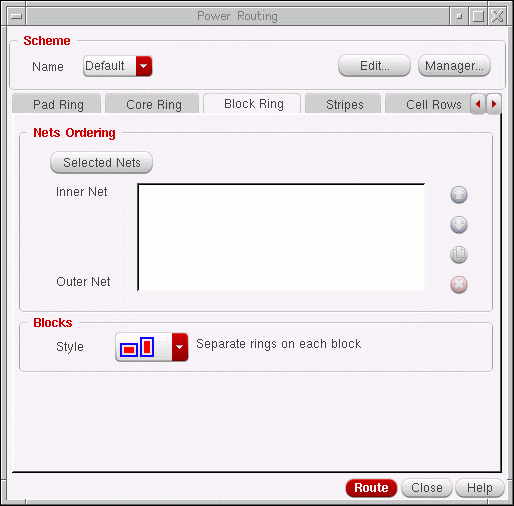 Power Routing
Scheme
Name Default Edit... Manager...
Pad Ring Core Ring Block Ring Stripes Cell Rows
Nets Ordering
Selected Nets
Inner Net
Outer Net
Blocks
Style Separate rings on each block
Route Close Help